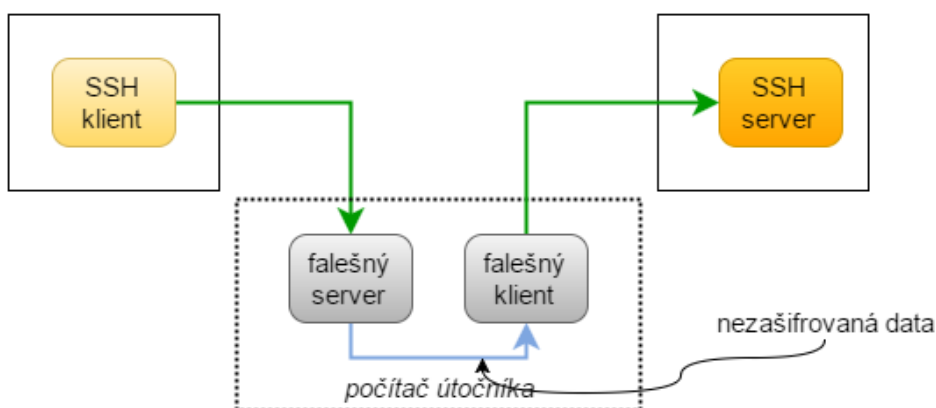 SSH
klient
SSH
server
falešný
server
falešný
klient
nezašifrovaná data
počítač útočníka